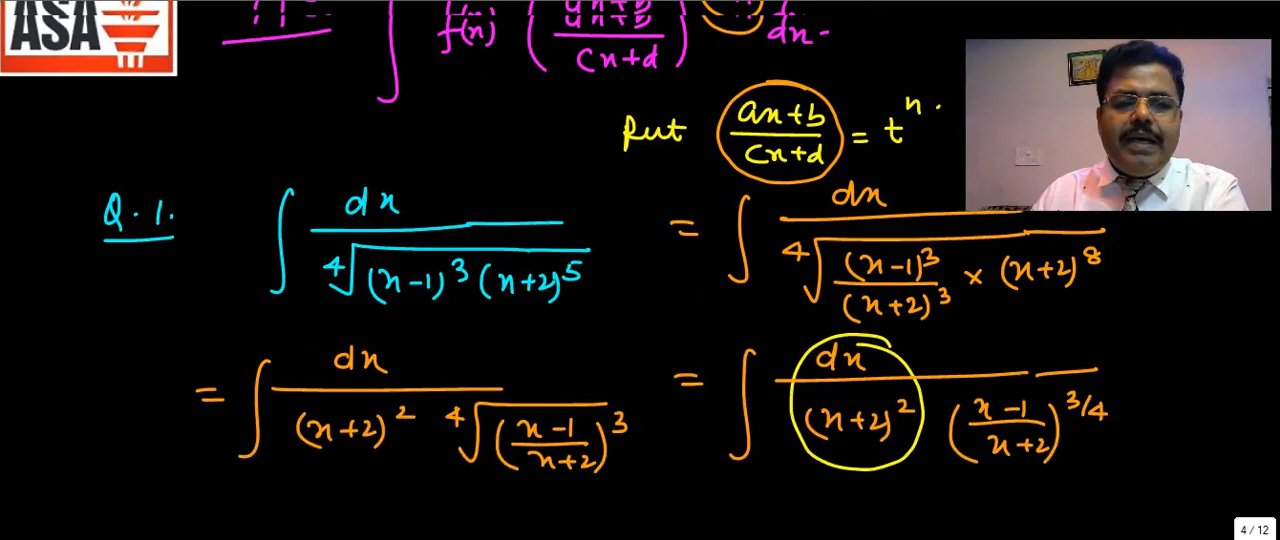 ASA
∫ f(x) (ax+b / cx+d) dx.
Put (ax+b)/(cx+d) = t^n.
Q.1. ∫ dx / ⁴√((x-1)³ (x+2)⁵) = ∫ dx / ⁴√((x-1)³/(x+2)³ × (x+2)⁸)
= ∫ dx / ((x+2)² ⁴√((x-1)/(x+2))³) = ∫ dx / ((x+2)² ((x-1)/(x+2))^(3/4))
4 / 12